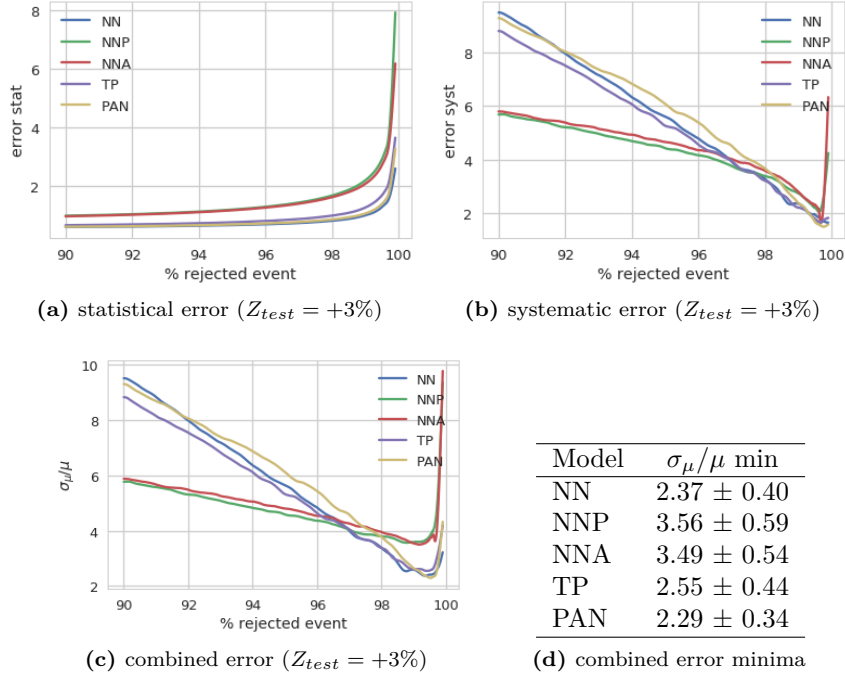 8
6
4
2
error stat
NN
NNP
NNA
TP
PAN
90 92 94 96 98 100
% rejected event
(a) statistical error (Z_test = +3%)
8
6
4
2
error syst
NN
NNP
NNA
TP
PAN
90 92 94 96 98 100
% rejected event
(b) systematic error (Z_test = +3%)
10
8
6
4
2
σ_μ/μ
NN
NNP
NNA
TP
PAN
90 92 94 96 98 100
% rejected event
(c) combined error (Z_test = +3%)
Model σ_μ/μ min
NN 2.37 ± 0.40
NNP 3.56 ± 0.59
NNA 3.49 ± 0.54
TP 2.55 ± 0.44
PAN 2.29 ± 0.34
(d) combined error minima